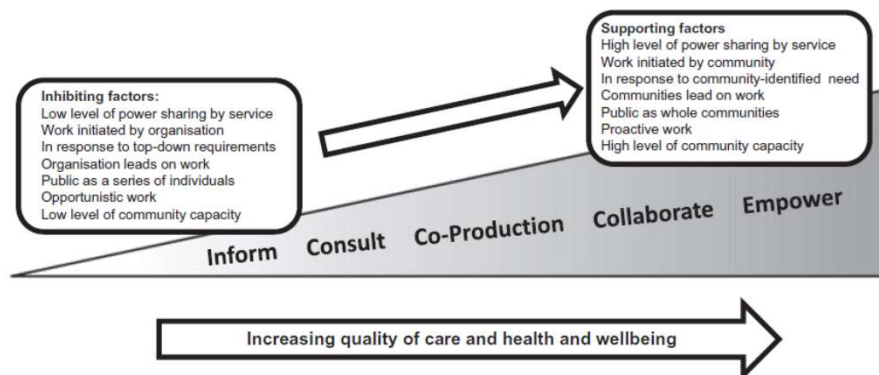 Supporting factors
High level of power sharing by service
Work initiated by community
In response to community-identified need
Communities lead on work
Public as whole communities
Proactive work
High level of community capacity
Inhibiting factors:
Low level of power sharing by service
Work initiated by organisation
In response to top-down requirements
Organisation leads on work
Public as a series of individuals
Opportunistic work
Low level of community capacity
Inform Consult Co-Production Collaborate Empower
Increasing quality of care and health and wellbeing